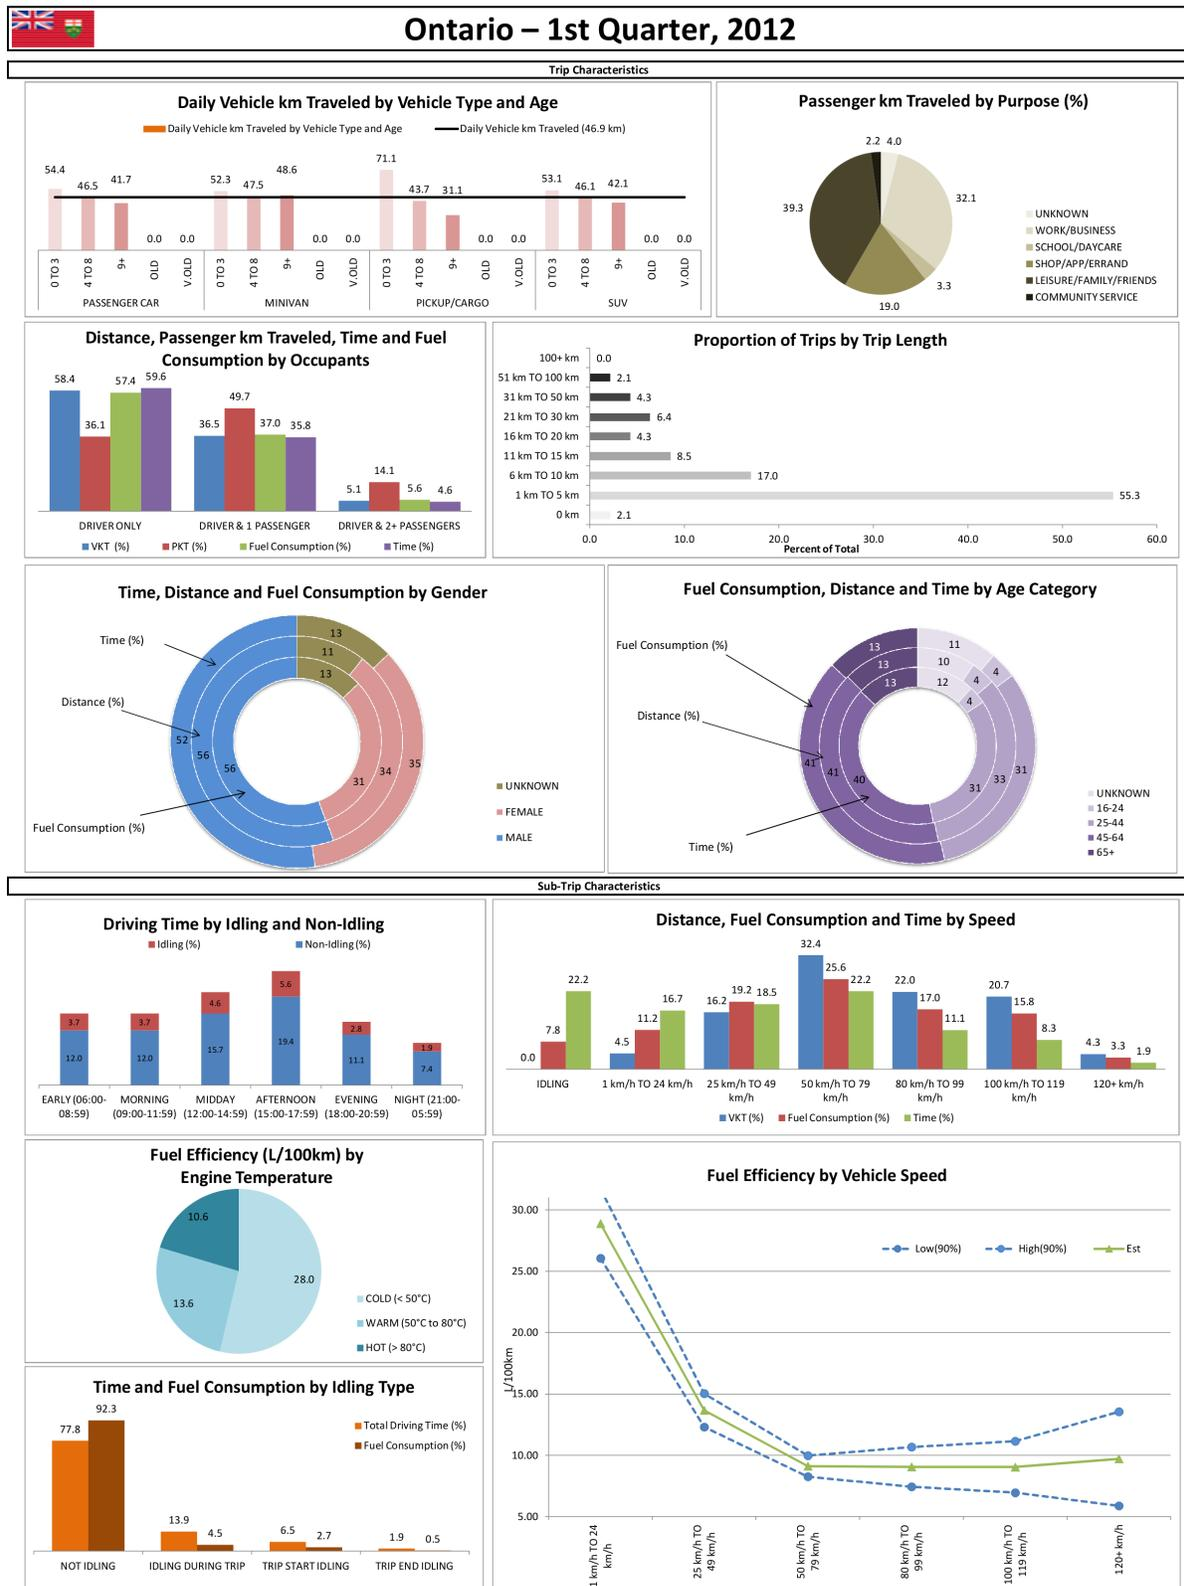 Ontario – 1st Quarter, 2012
Trip Characteristics
Daily Vehicle km Traveled by Vehicle Type and Age
Daily Vehicle km Traveled by Vehicle Type and Age
Daily Vehicle km Traveled (46.9 km)
54.4 46.5 41.7 0.0 0.0
52.3 47.5 48.6 0.0 0.0
71.1 43.7 31.1 0.0 0.0
53.1 46.1 42.1 0.0 0.0
0 TO 3 4 TO 8 9+ OLD V.OLD
0 TO 3 4 TO 8 9+ OLD V.OLD
0 TO 3 4 TO 8 9+ OLD V.OLD
0 TO 3 4 TO 8 9+ OLD V.OLD
PASSENGER CAR MINIVAN PICKUP/CARGO SUV
Passenger km Traveled by Purpose (%)
2.2 4.0
32.1
39.3
3.3
19.0
UNKNOWN
WORK/BUSINESS
SCHOOL/DAYCARE
SHOP/APP/ERRAND
LEISURE/FAMILY/FRIENDS
COMMUNITY SERVICE
Distance, Passenger km Traveled, Time and Fuel
Consumption by Occupants
58.4 36.1 57.4 59.6
36.5 49.7 37.0 35.8
5.1 14.1 5.6 4.6
DRIVER ONLY DRIVER & 1 PASSENGER DRIVER & 2+ PASSENGERS
VKT (%) PKT (%) Fuel Consumption (%) Time (%)
Proportion of Trips by Trip Length
100+ km 0.0
51 km TO 100 km 2.1
31 km TO 50 km 4.3
21 km TO 30 km 6.4
16 km TO 20 km 4.3
11 km TO 15 km 8.5
6 km TO 10 km 17.0
1 km TO 5 km 55.3
0 km 2.1
0.0 10.0 20.0 30.0 40.0 50.0 60.0
Percent of Total
Time, Distance and Fuel Consumption by Gender
Time (%)
Distance (%)
Fuel Consumption (%)
13
11
13
52
56
56
31
34
35
UNKNOWN
FEMALE
MALE
Fuel Consumption, Distance and Time by Age Category
Fuel Consumption (%)
Distance (%)
Time (%)
13
13
13
11
10
12
4
4
4
41
41
40
31
33
31
UNKNOWN
16-24
25-44
45-64
65+
Sub-Trip Characteristics
Driving Time by Idling and Non-Idling
Idling (%) Non-Idling (%)
3.7 3.7 4.6 5.6 2.8 1.9
12.0 12.0 15.7 19.4 11.1 7.4
EARLY (06:00-
08:59)
MORNING
(09:00-11:59)
MIDDAY
(12:00-14:59)
AFTERNOON
(15:00-17:59)
EVENING
(18:00-20:59)
NIGHT (21:00-
05:59)
Distance, Fuel Consumption and Time by Speed
0.0 7.8 22.2
4.5 11.2 16.7
16.2 19.2 18.5
32.4 25.6 22.2
22.0 17.0 11.1
20.7 15.8 8.3
4.3 3.3 1.9
IDLING
1 km/h TO 24 km/h
25 km/h TO 49
km/h
50 km/h TO 79
km/h
80 km/h TO 99
km/h
100 km/h TO 119
km/h
120+ km/h
VKT (%) Fuel Consumption (%) Time (%)
Fuel Efficiency (L/100km) by
Engine Temperature
10.6
28.0
13.6
COLD (< 50°C)
WARM (50°C to 80°C)
HOT (> 80°C)
Fuel Efficiency by Vehicle Speed
Low(90%) High(90%) Est
30.00
25.00
20.00
15.00
10.00
5.00
L/100km
1 km/h TO 24
km/h
25 km/h TO
49 km/h
50 km/h TO
79 km/h
80 km/h TO
99 km/h
100 km/h TO
119 km/h
120+ km/h
Time and Fuel Consumption by Idling Type
Total Driving Time (%)
Fuel Consumption (%)
77.8 92.3
13.9 4.5
6.5 2.7
1.9 0.5
NOT IDLING IDLING DURING TRIP TRIP START IDLING TRIP END IDLING